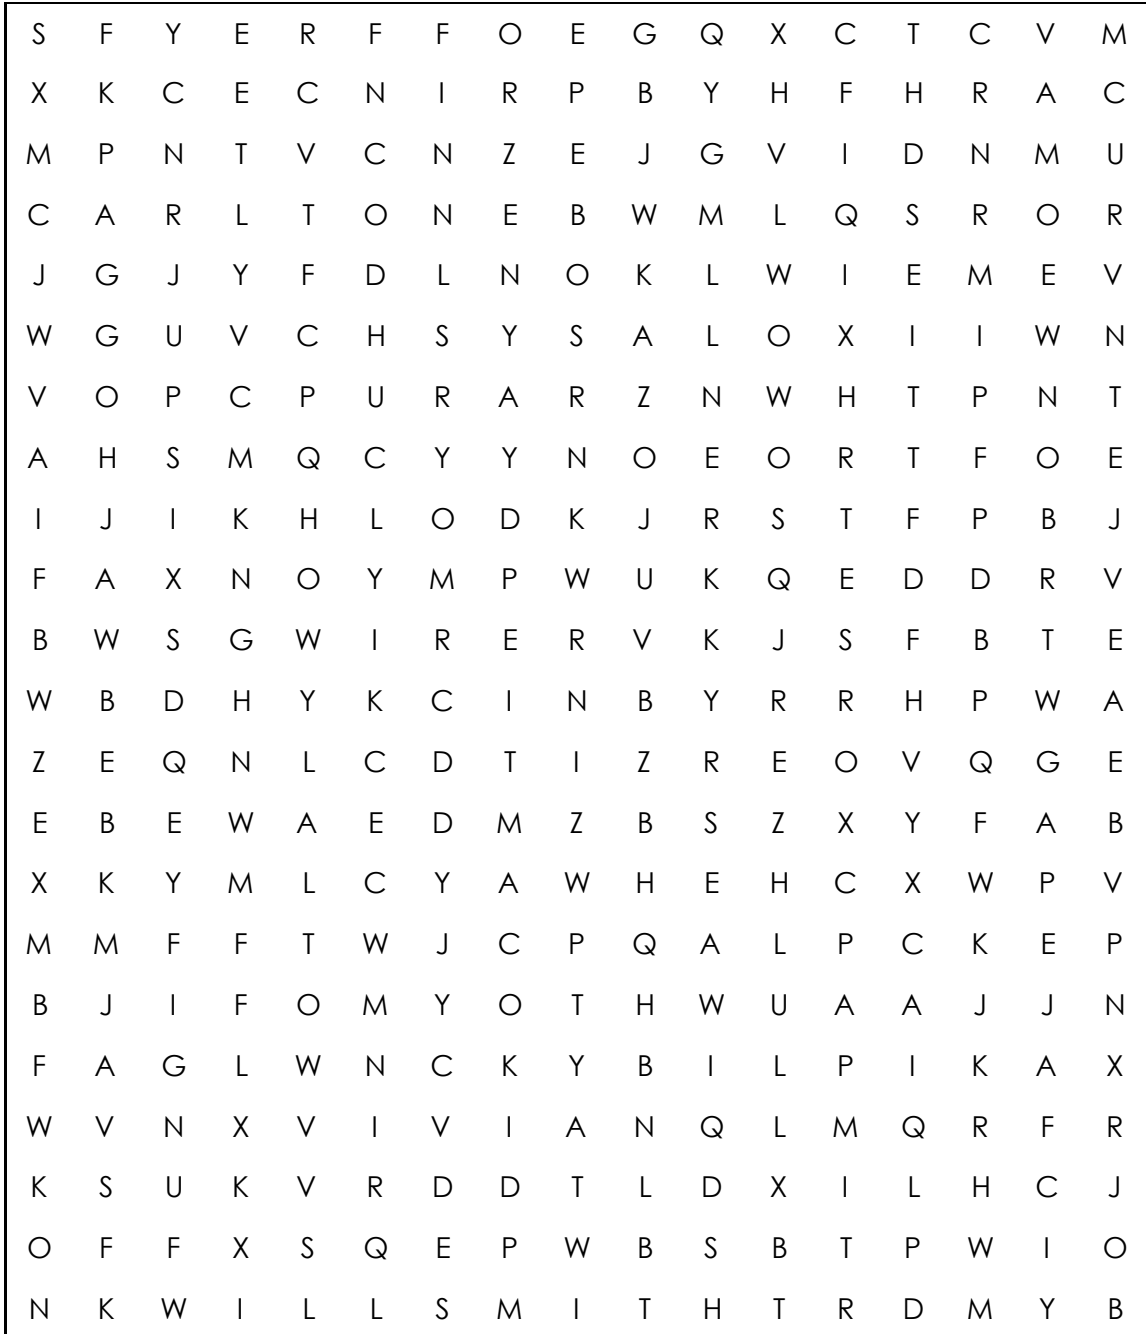 S F Y E R F F O E G Q X C T C V M
X K C E C N I R P B Y H F H R A C
M P N T V C N Z E J G V I D N M U
C A R L T O N E B W M L Q S R O R
J G J Y F D L N O K L W I E M E V
W G U V C H S Y S A L O X I I W N
V O P C P U R A R Z N W H T P N T
A H S M Q C Y Y N O E O R T F O E
I J I K H L O D K J R S T F P B J
F A X N O Y M P W U K Q E D D R V
B W S G W I R E R V K J S F B T E
W B D H Y K C I N B Y R R H P W A
Z E Q N L C D T I Z R E O V Q G E
E B E W A E D M Z B S Z X Y F A B
X K Y M L C Y A W H E H C X W P V
M M F F T W J C P Q A L P C K E P
B J I F O M Y O T H W U A A J J N
F A G L W N C K Y B I L P I K A X
W V N X V I V I A N Q L M Q R F R
K S U K V R D D T L D X I L H C J
O F F X S Q E P W B S B T P W I O
N K W I L L S M I T H T R D M Y B